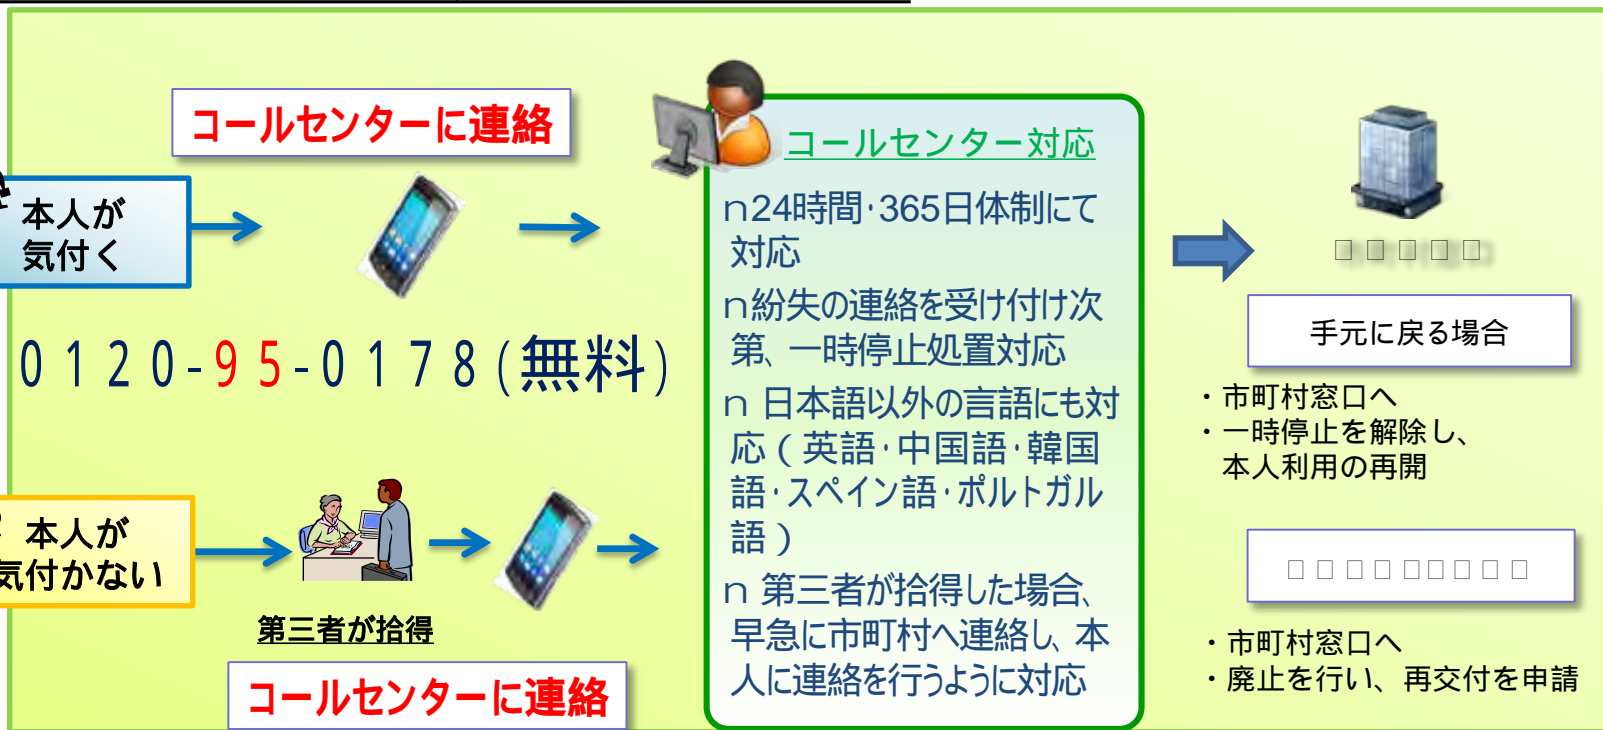 コールセンターに連絡
本人が
気付く
0120-95-0178(無料)
本人が
気付かない
第三者が拾得
コールセンターに連絡
コールセンター対応
n24時間・365日体制にて
対応
n紛失の連絡を受け付け次
第、一時停止処置対応
n 日本語以外の言語にも対
応（英語・中国語・韓国
語・スペイン語・ポルトガル
語）
n 第三者が拾得した場合、
早急に市町村へ連絡し、本
人に連絡を行うように対応
□□□□□
手元に戻る場合
・市町村窓口へ
・一時停止を解除し、
本人利用の再開
□□□□□□□□□
・市町村窓口へ
・廃止を行い、再交付を申請